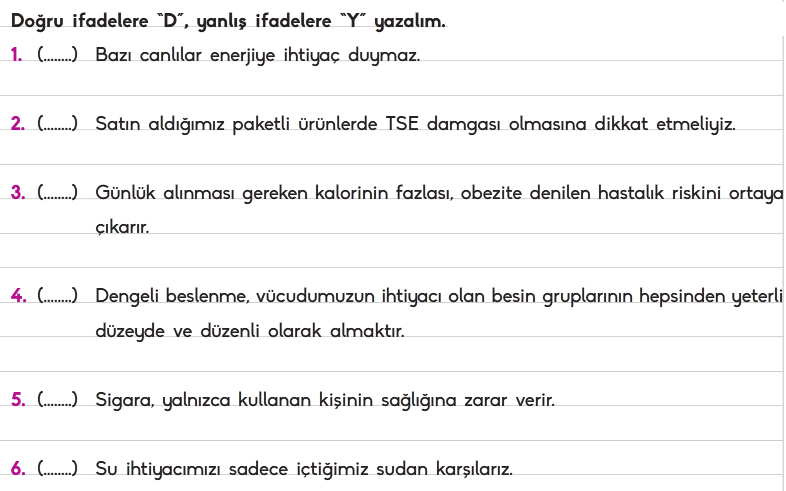 Doğru ifadelere “D”, yanlış ifadelere “Y” yazalım.
1. (........) Bazı canlılar enerjiye ihtiyaç duymaz.
2. (........) Satın aldığımız paketli ürünlerde TSE damgası olmasına dikkat etmeliyiz.
3. (........) Günlük alınması gereken kalorinin fazlası, obezite denilen hastalık riskini ortaya
çıkarır.
4. (........) Dengeli beslenme, vücudumuzun ihtiyacı olan besin gruplarının hepsinden yeterli
düzeyde ve düzenli olarak almaktır.
5. (........) Sigara, yalnızca kullanan kişinin sağlığına zarar verir.
6. (........) Su ihtiyacımızı sadece içtiğimiz sudan karşılarız.